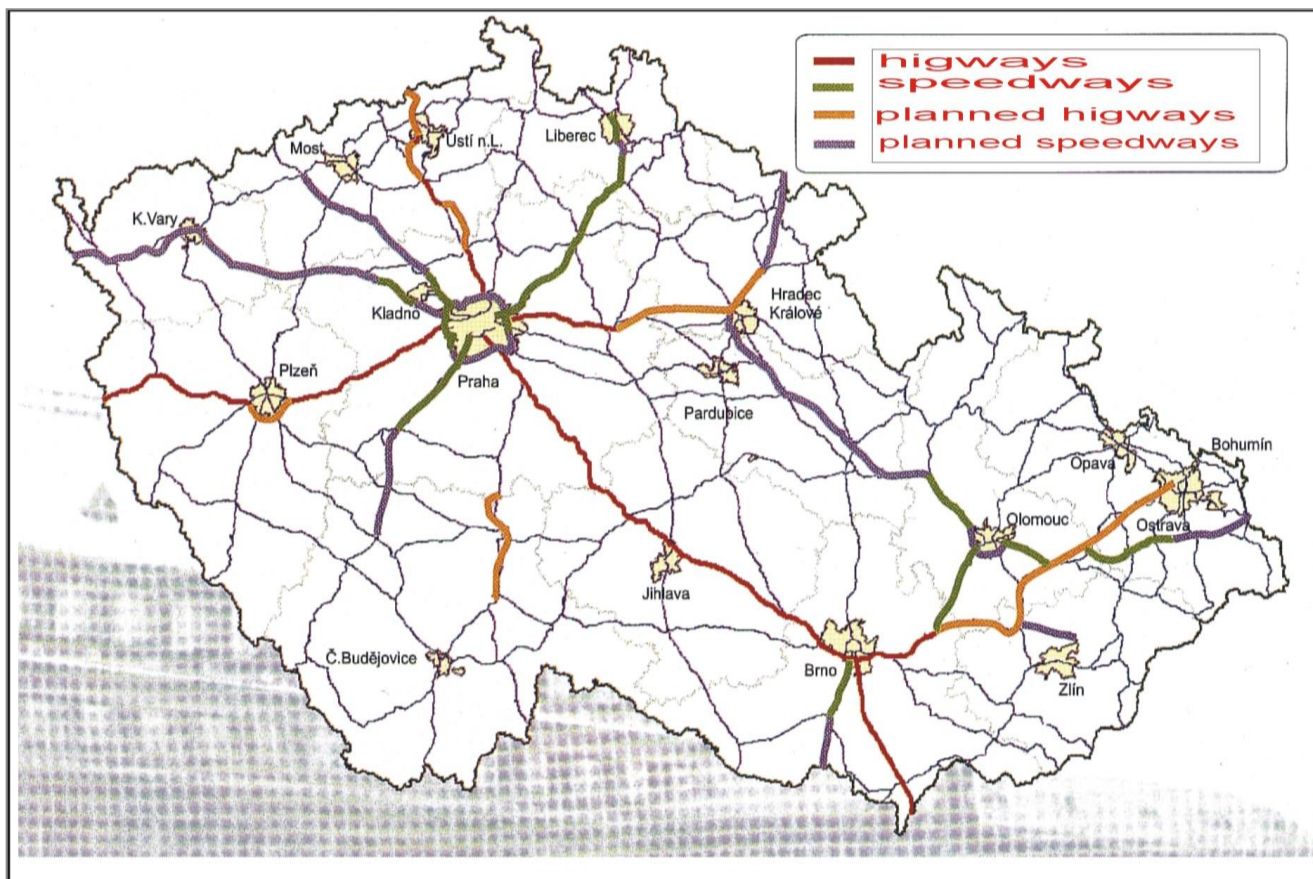 higways
speedways
planned higways
planned speedways
Ústí n.L.
Liberec
Most
K.Vary
Kladno
Hradec
Králové
Plzeň
Praha
Pardubice
Bohumín
Opava
Olomouc
Ostrava
Jihlava
Č.Budějovice
Brno
Zlín